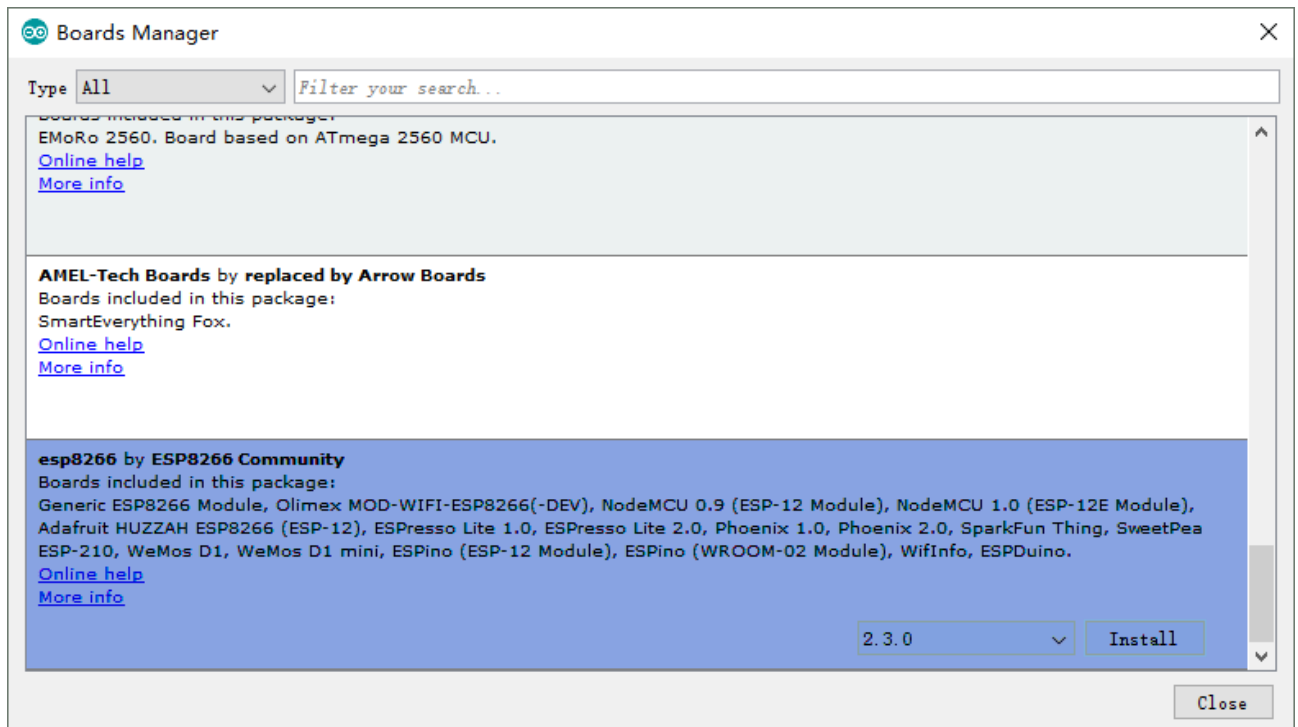 Boards Manager
Type All Filter your search...
Boards included in this package:
EMoRo 2560. Board based on ATmega 2560 MCU.
Online help
More info
AMEL-Tech Boards by replaced by Arrow Boards
Boards included in this package:
SmartEverything Fox.
Online help
More info
esp8266 by ESP8266 Community
Boards included in this package:
Generic ESP8266 Module, Olimex MOD-WIFI-ESP8266(-DEV), NodeMCU 0.9 (ESP-12 Module), NodeMCU 1.0 (ESP-12E Module),
Adafruit HUZZAH ESP8266 (ESP-12), ESPresso Lite 1.0, ESPresso Lite 2.0, Phoenix 1.0, Phoenix 2.0, SparkFun Thing, SweetPea
ESP-210, WeMos D1, WeMos D1 mini, ESPino (ESP-12 Module), ESPino (WROOM-02 Module), WifInfo, ESPDuino.
Online help
More info
2.3.0 Install
Close